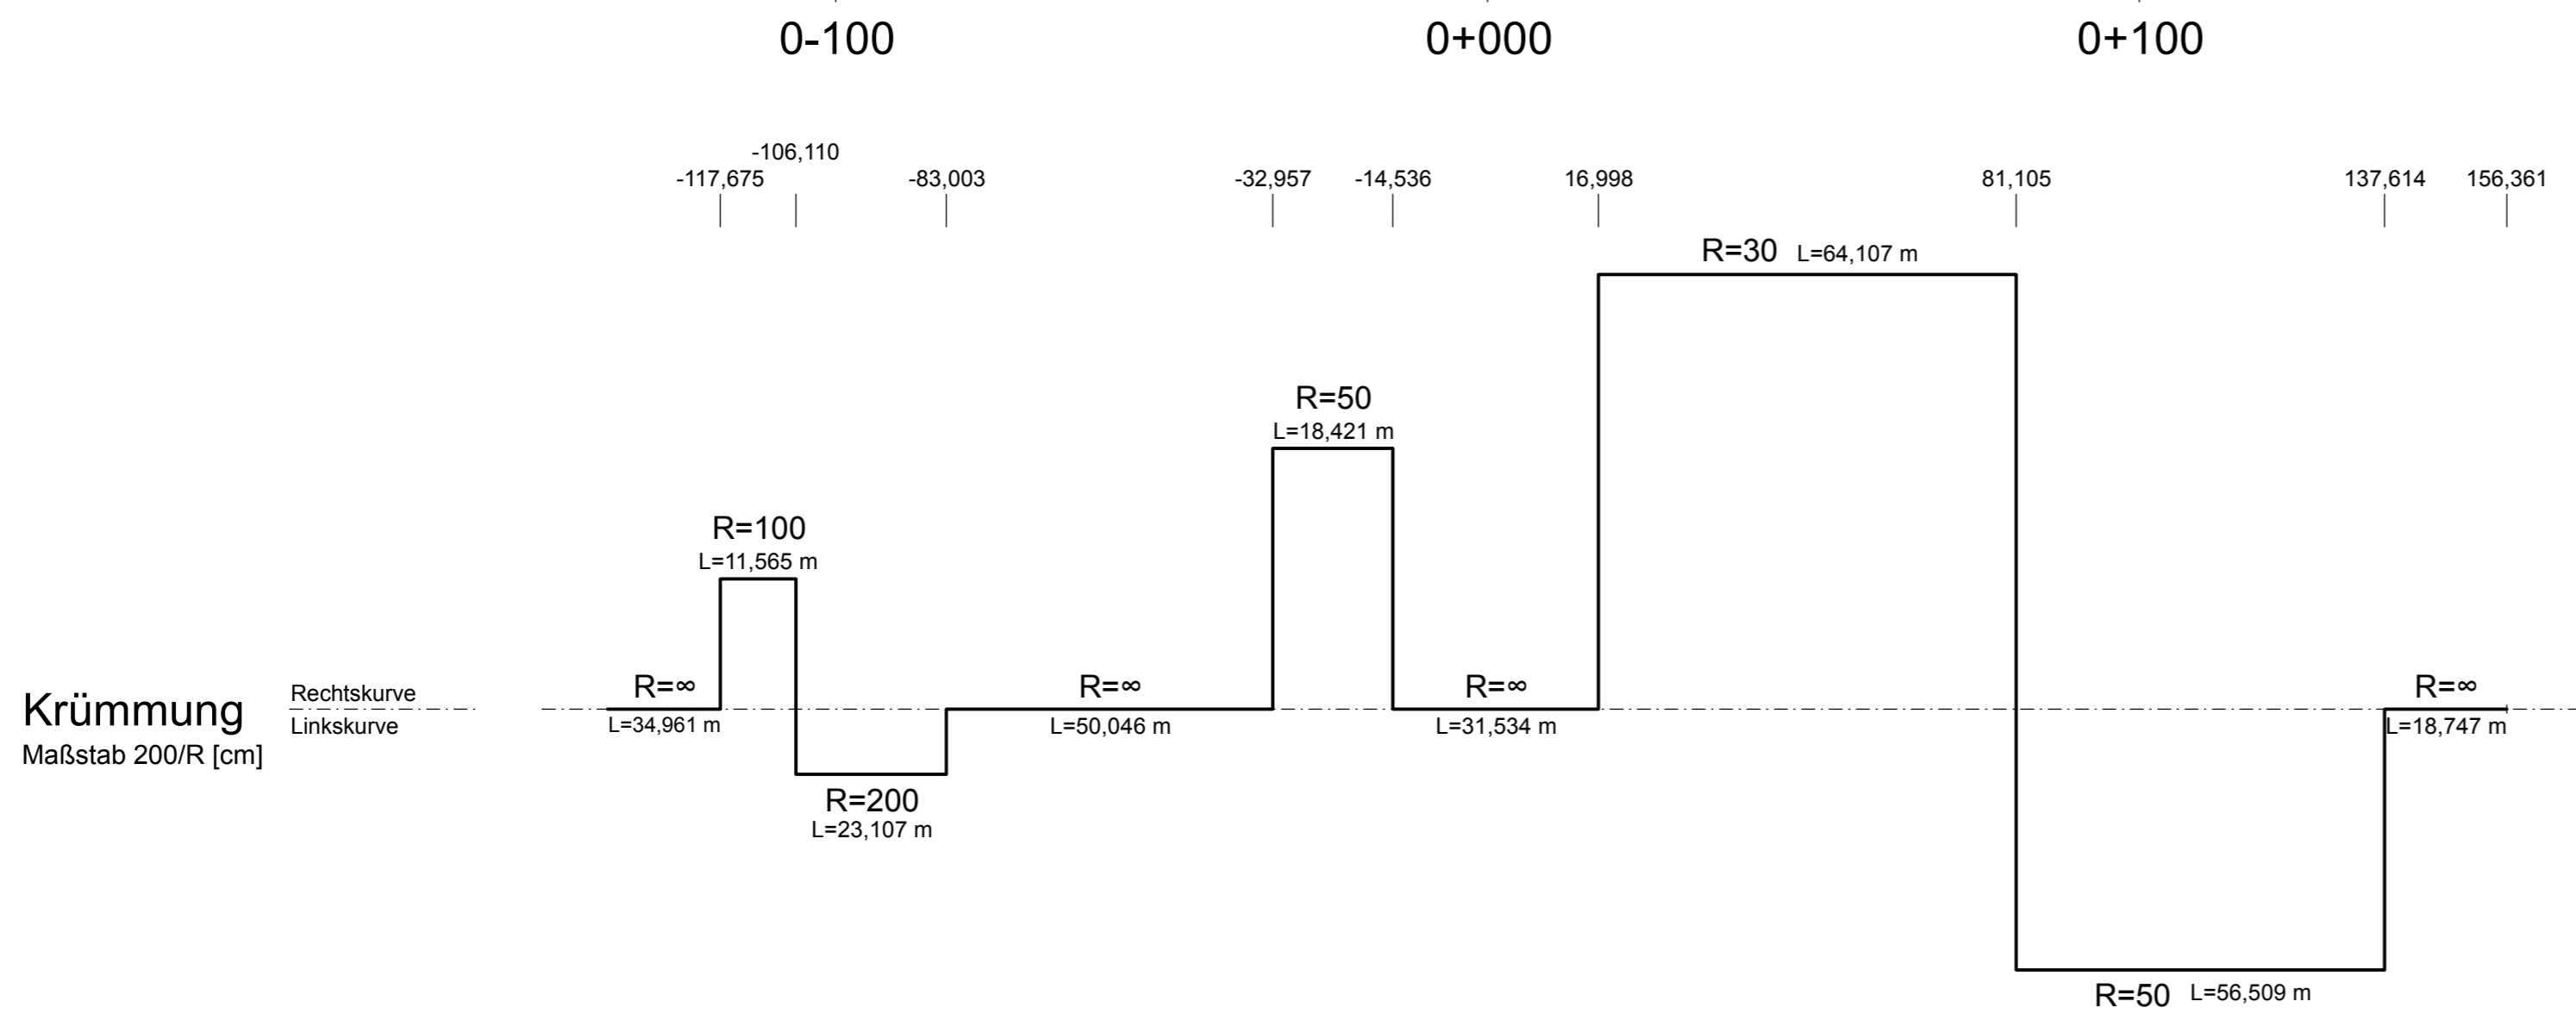 0-100 0+000 0+100
-106,110
-117,675 -83,003 -32,957 -14,536 16,998 81,105 137,614 156,361
R=30 L=64,107 m
R=50
L=18,421 m
R=100
L=11,565 m
R=∞ R=∞ R=∞ R=∞
Krümmung
Rechtskurve
Linkskurve
L=34,961 m L=50,046 m L=31,534 m L=18,747 m
Maßstab 200/R [cm]
R=200
L=23,107 m
R=50 L=56,509 m